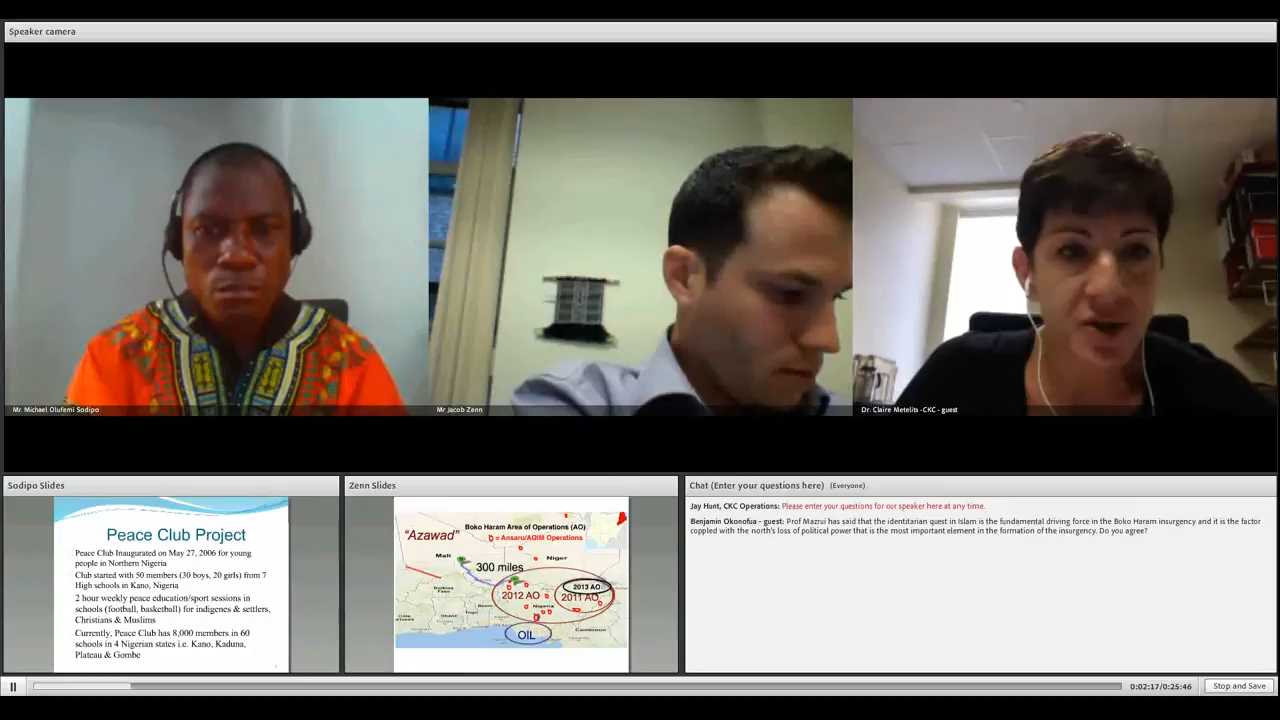 Speaker camera
Mr. Michael Olufemi Sodipo
Mr Jacob Zenn
Dr. Claire Metelits -CKC - guest
Sodipo Slides
Peace Club Project
Peace Club Inaugurated on May 27, 2006 for young
people in Northern Nigeria
Club started with 50 members (30 boys, 20 girls) from 7
High schools in Kano, Nigeria
2 hour weekly peace education/sport sessions in
schools (football, basketball) for indigenes & settlers,
Christians & Muslims
Currently, Peace Club has 8,000 members in 60
schools in 4 Nigerian states i.e. Kano, Kaduna,
Plateau & Gombe
Zenn Slides
Boko Haram Area of Operations (AO)
= Ansaru/AQIM Operations
"Azawad"
Mali
Niger
300 miles
2013 AO
2012 AO
2011 AO
Burkina
Faso
Benin
Togo
Ghana
Nigeria
Cameroon
OIL
Chat (Enter your questions here) (Everyone)
Jay Hunt, CKC Operations: Please enter your questions for our speaker here at any time.
Benjamin Okonofua - guest: Prof Mazrui has said that the identitarian quest in Islam is the fundamental driving force in the Boko Haram insurgency and it is the factor
coppled with the north's loss of political power that is the most important element in the formation of the insurgency. Do you agree?
0:02:17/0:25:46
Stop and Save